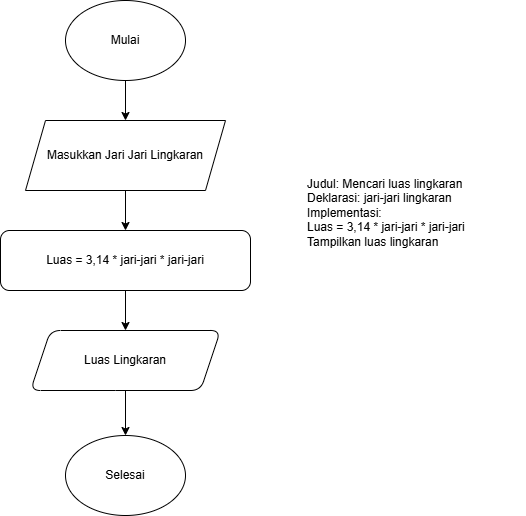 Mulai
Masukkan Jari Jari Lingkaran
Luas = 3,14 * jari-jari * jari-jari
Luas Lingkaran
Selesai
Judul: Mencari luas lingkaran
Deklarasi: jari-jari lingkaran
Implementasi:
Luas = 3,14 * jari-jari * jari-jari
Tampilkan luas lingkaran